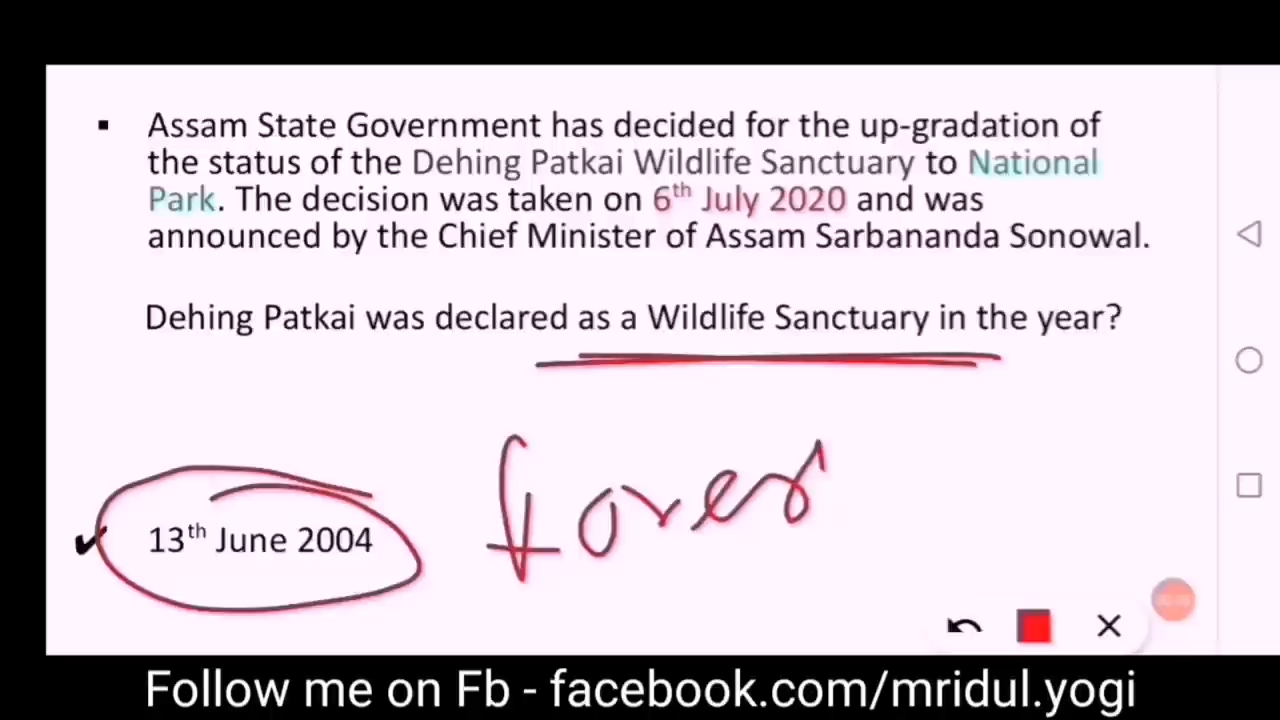 ▪ Assam State Government has decided for the up-gradation of
the status of the Dehing Patkai Wildlife Sanctuary to National
Park. The decision was taken on 6th July 2020 and was
announced by the Chief Minister of Assam Sarbananda Sonowal.
Dehing Patkai was declared as a Wildlife Sanctuary in the year?
✔ 13th June 2004
Follow me on Fb - facebook.com/mridul.yogi